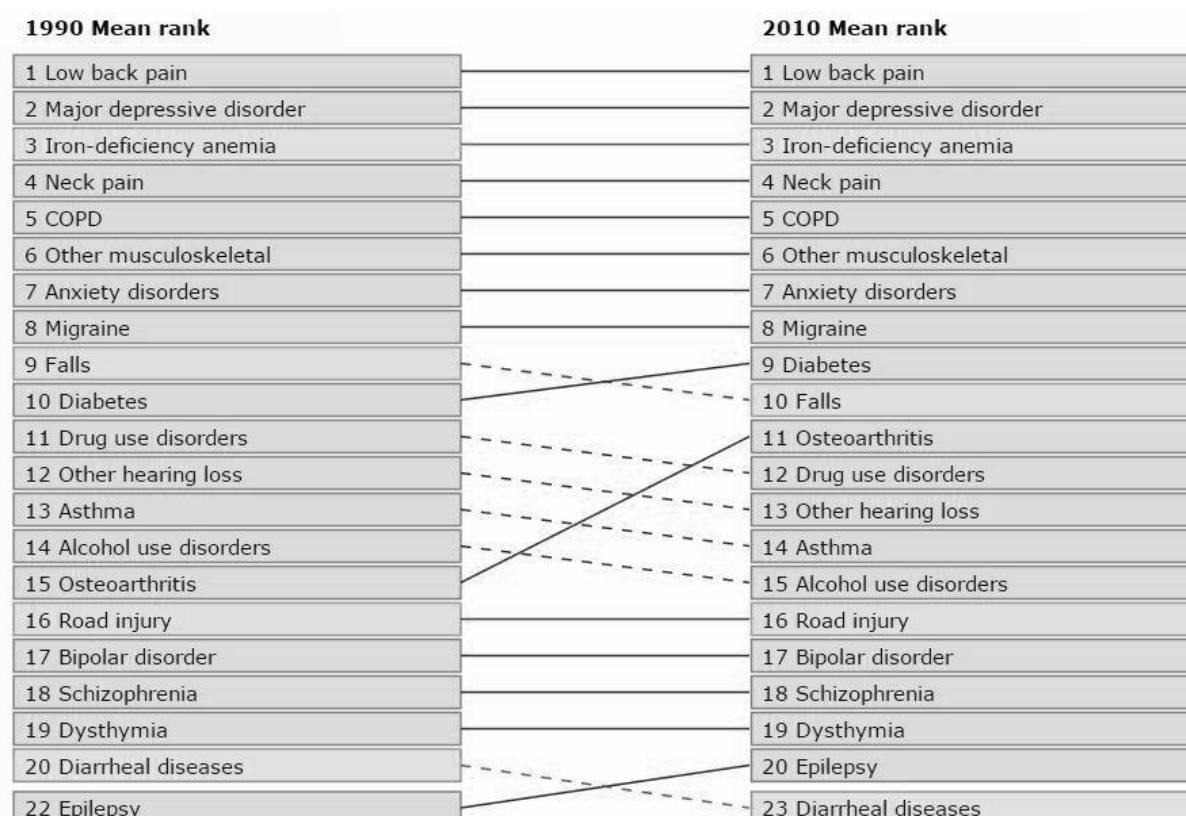 1990 Mean rank
1 Low back pain
2 Major depressive disorder
3 Iron-deficiency anemia
4 Neck pain
5 COPD
6 Other musculoskeletal
7 Anxiety disorders
8 Migraine
9 Falls
10 Diabetes
11 Drug use disorders
12 Other hearing loss
13 Asthma
14 Alcohol use disorders
15 Osteoarthritis
16 Road injury
17 Bipolar disorder
18 Schizophrenia
19 Dysthymia
20 Diarrheal diseases
22 Epilepsy
2010 Mean rank
1 Low back pain
2 Major depressive disorder
3 Iron-deficiency anemia
4 Neck pain
5 COPD
6 Other musculoskeletal
7 Anxiety disorders
8 Migraine
9 Diabetes
10 Falls
11 Osteoarthritis
12 Drug use disorders
13 Other hearing loss
14 Asthma
15 Alcohol use disorders
16 Road injury
17 Bipolar disorder
18 Schizophrenia
19 Dysthymia
20 Epilepsy
23 Diarrheal diseases